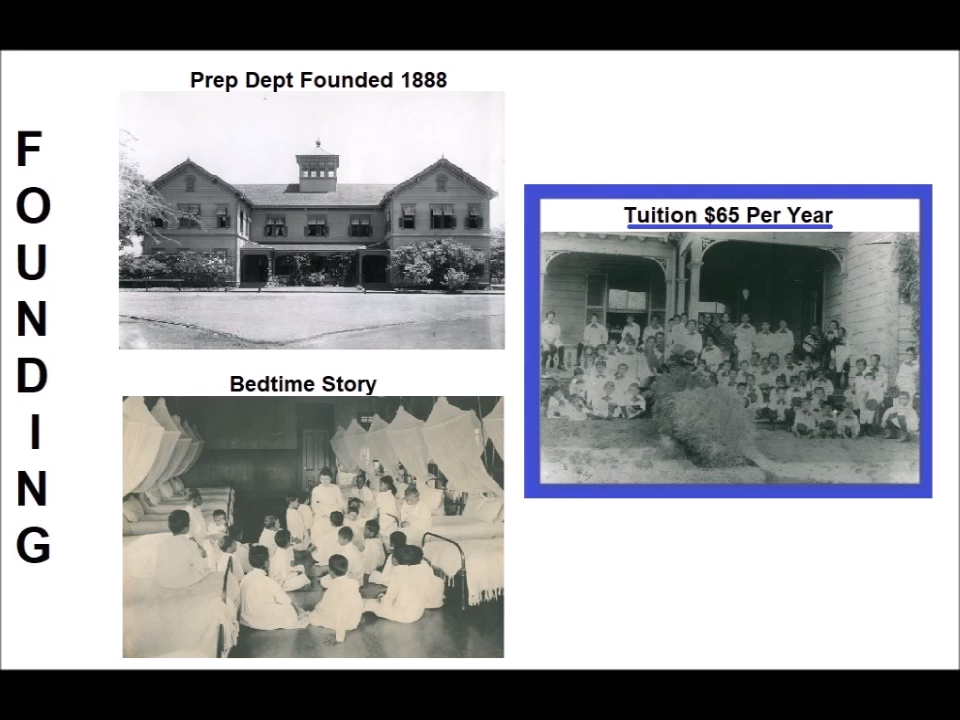 FOUNDING
Prep Dept Founded 1888
Tuition $65 Per Year
Bedtime Story